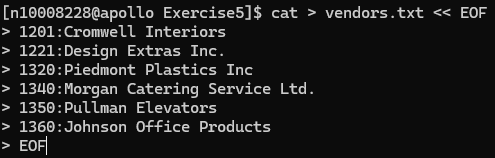 [n10008228@apollo Exercise5]$ cat > vendors.txt << EOF
> 1201:Cromwell Interiors
> 1221:Design Extras Inc.
> 1320:Piedmont Plastics Inc
> 1340:Morgan Catering Service Ltd.
> 1350:Pullman Elevators
> 1360:Johnson Office Products
> EOF